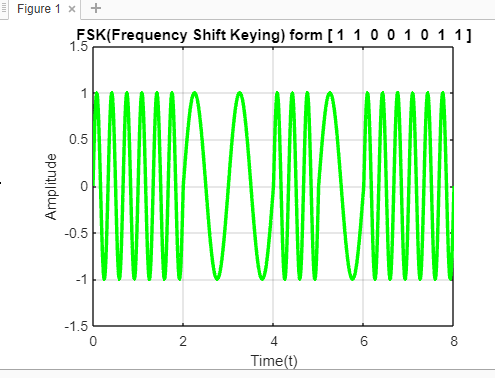 Figure 1
FSK(Frequency Shift Keying) form [ 1 1 0 0 1 0 1 1 ]
1.5
1
0.5
0
-0.5
-1
-1.5
Amplitude
0 2 4 6 8
Time(t)